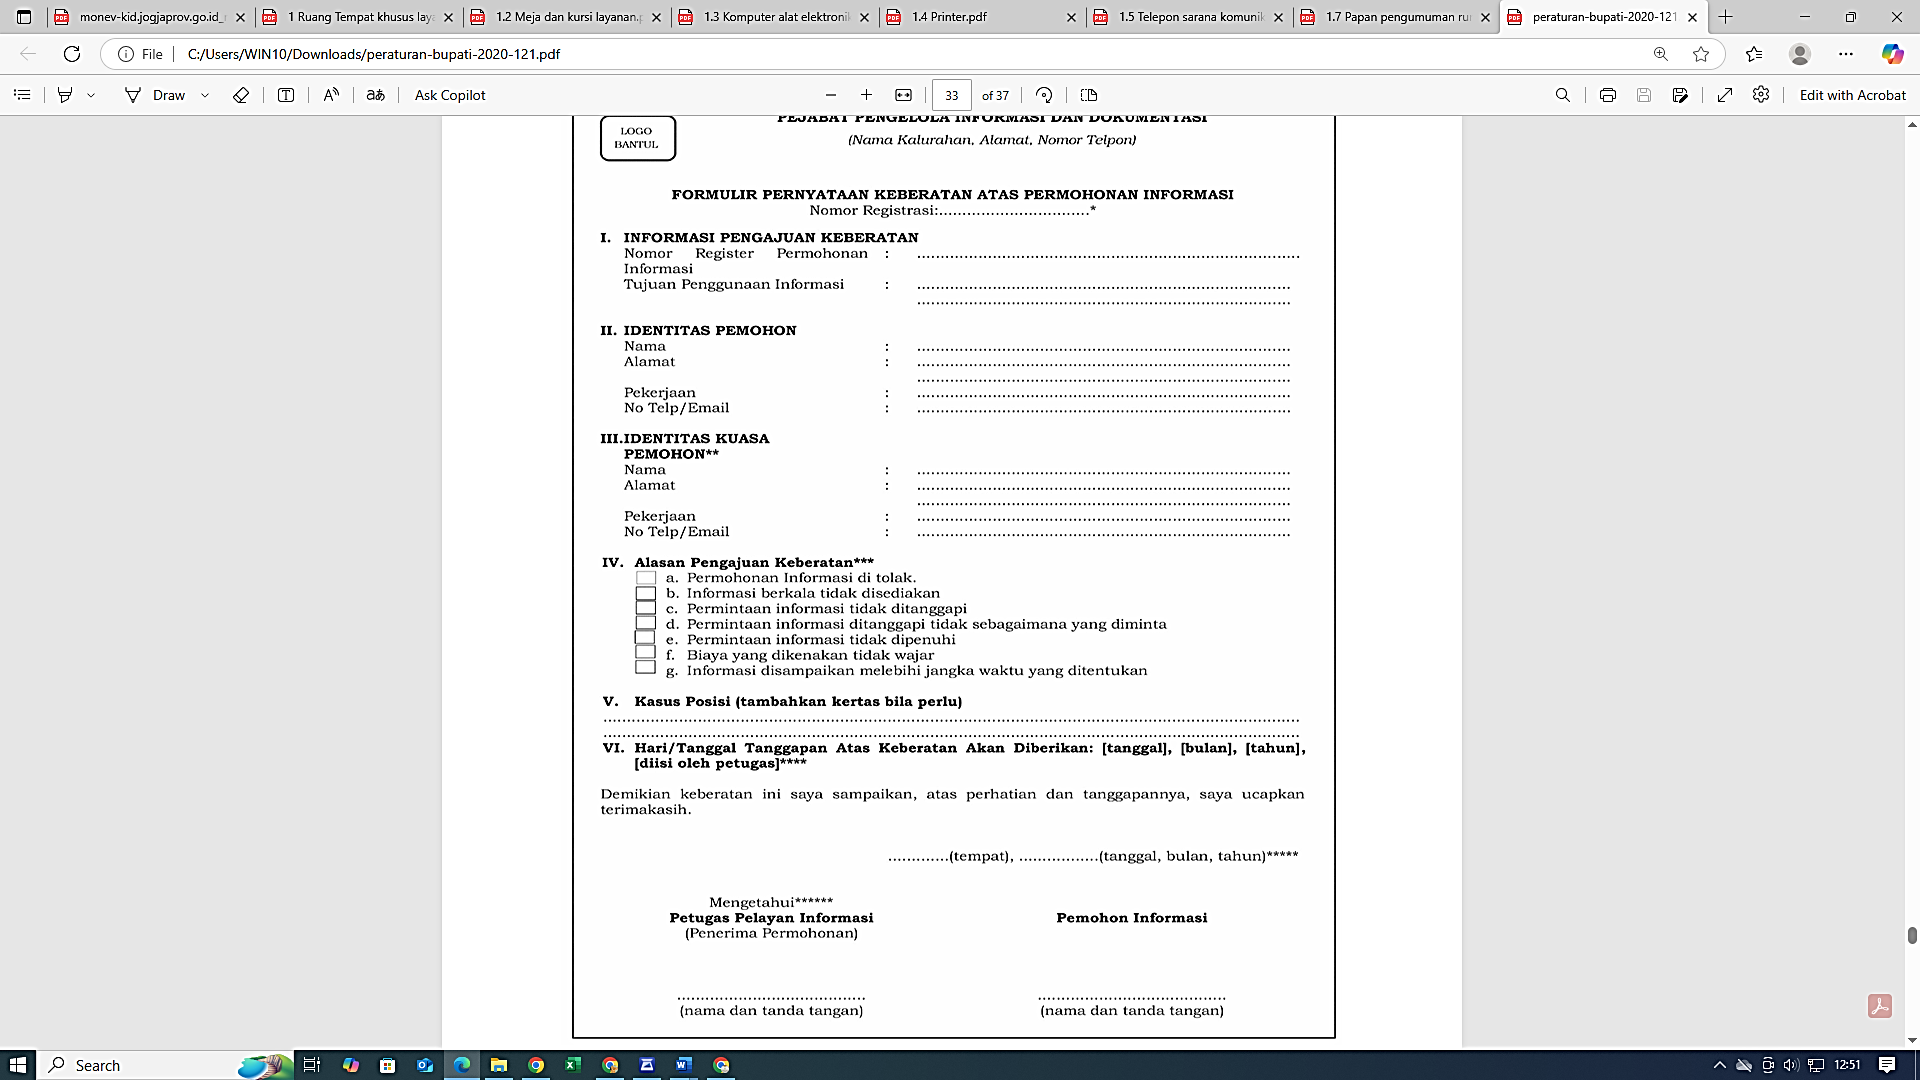 monev-kid.jogjaprov.go.id_
1 Ruang Tempat khusus laya
1.2 Meja dan kursi layanan.p
1.3 Komputer alat elektronik
1.4 Printer.pdf
1.5 Telepon sarana komunik
1.7 Papan pengumuman ru
peraturan-bupati-2020-121
File
C:/Users/WIN10/Downloads/peraturan-bupati-2020-121.pdf
Draw
Ask Copilot
33
of 37
Edit with Acrobat
LOGO
BANTUL
PEJABAT PENGELOLA INFORMASI DAN DOKUMENTASI
(Nama Kalurahan, Alamat, Nomor Telpon)
FORMULIR PERNYATAAN KEBERATAN ATAS PERMOHONAN INFORMASI
Nomor Registrasi:................................*
I. INFORMASI PENGAJUAN KEBERATAN
Nomor Register Permohonan : ................................................................................
Informasi
Tujuan Penggunaan Informasi : ..............................................................................
..............................................................................
II. IDENTITAS PEMOHON
Nama : ..............................................................................
Alamat : ..............................................................................
..............................................................................
Pekerjaan : ..............................................................................
No Telp/Email : ..............................................................................
III.IDENTITAS KUASA
PEMOHON**
Nama : ..............................................................................
Alamat : ..............................................................................
..............................................................................
Pekerjaan : ..............................................................................
No Telp/Email : ..............................................................................
IV. Alasan Pengajuan Keberatan***
a. Permohonan Informasi di tolak.
b. Informasi berkala tidak disediakan
c. Permintaan informasi tidak ditanggapi
d. Permintaan informasi ditanggapi tidak sebagaimana yang diminta
e. Permintaan informasi tidak dipenuhi
f. Biaya yang dikenakan tidak wajar
g. Informasi disampaikan melebihi jangka waktu yang ditentukan
V. Kasus Posisi (tambahkan kertas bila perlu)
....................................................................................................................................................
....................................................................................................................................................
VI. Hari/Tanggal Tanggapan Atas Keberatan Akan Diberikan: [tanggal], [bulan], [tahun],
[diisi oleh petugas]****
Demikian keberatan ini saya sampaikan, atas perhatian dan tanggapannya, saya ucapkan
terimakasih.
.............(tempat), .................(tanggal, bulan, tahun)*****
Mengetahui******
Petugas Pelayan Informasi
Pemohon Informasi
(Penerima Permohonan)
........................................ ........................................
(nama dan tanda tangan) (nama dan tanda tangan)
Search
12:51